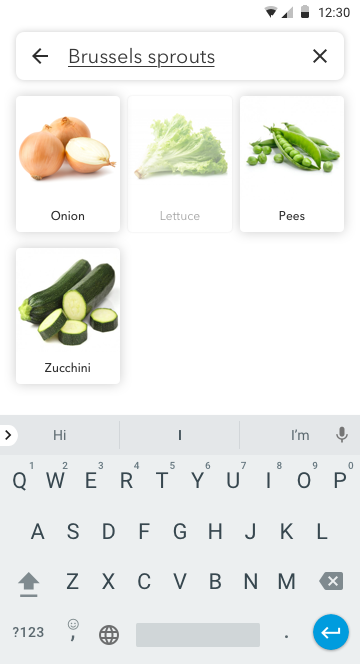 12:30
Brussels sprouts
Onion Lettuce Pees
Zucchini
Hi I I'm
1 2 3 4 5 6 7 8 9 0
Q W E R T Y U I O P
A S D F G H J K L
Z X C V B N M
?123 , .